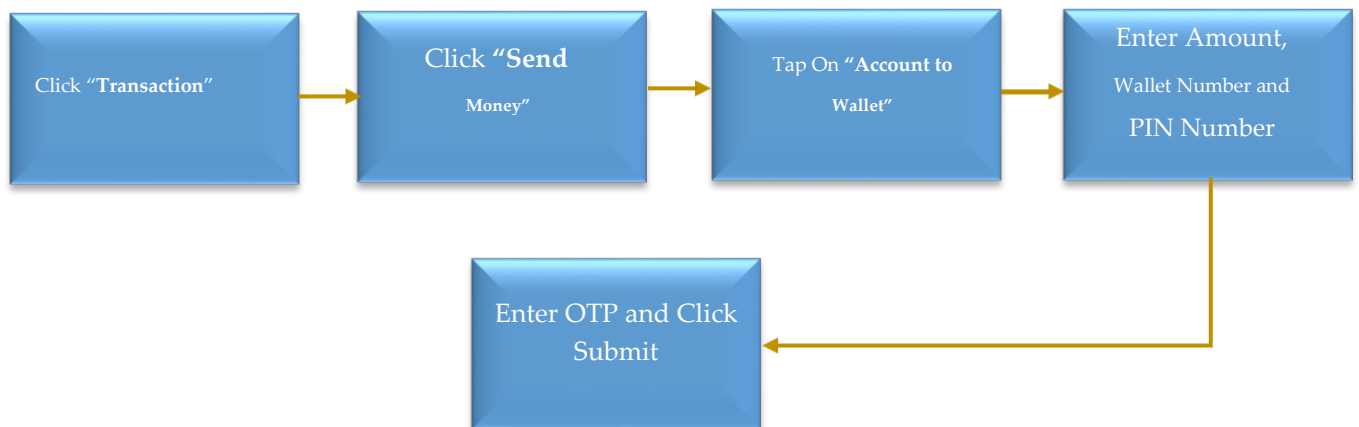 Click “Transaction”
Click “Send
Money”
Tap On “Account to
Wallet”
Enter Amount,
Wallet Number and
PIN Number
Enter OTP and Click
Submit